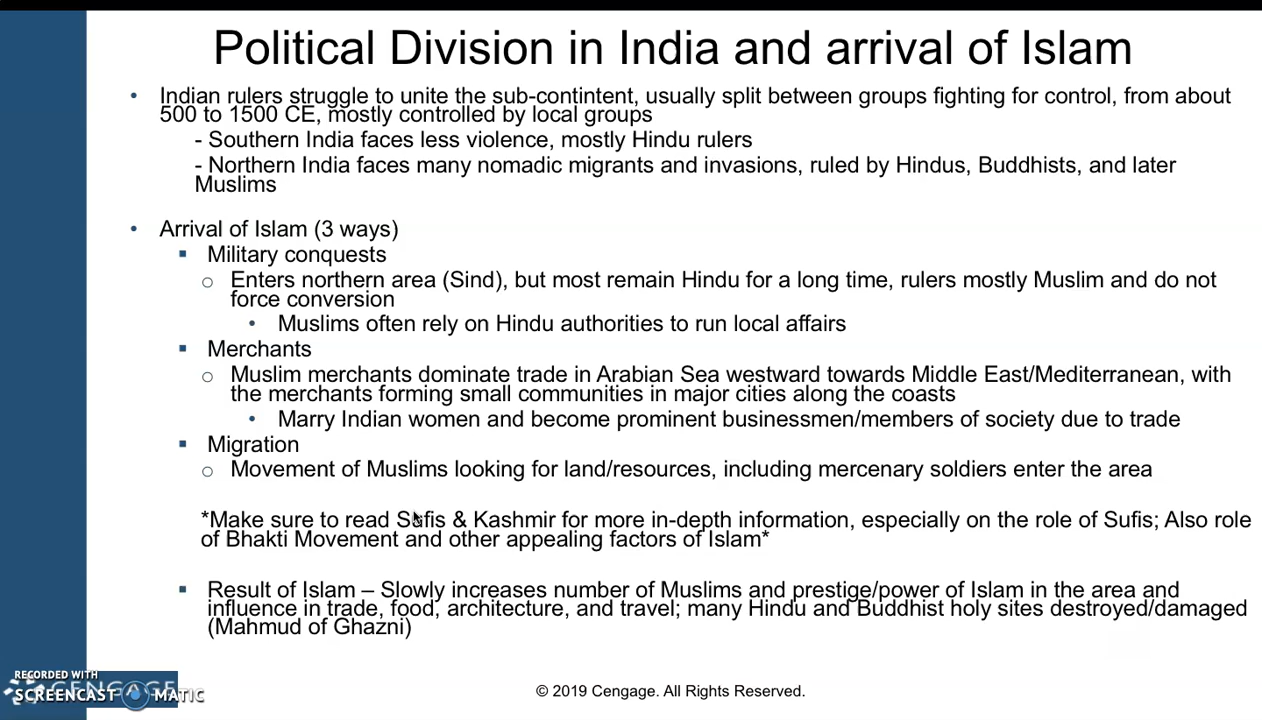 Political Division in India and arrival of Islam
• Indian rulers struggle to unite the sub-contintent, usually split between groups fighting for control, from about
500 to 1500 CE, mostly controlled by local groups
- Southern India faces less violence, mostly Hindu rulers
- Northern India faces many nomadic migrants and invasions, ruled by Hindus, Buddhists, and later
Muslims
• Arrival of Islam (3 ways)
▪ Military conquests
○ Enters northern area (Sind), but most remain Hindu for a long time, rulers mostly Muslim and do not
force conversion
• Muslims often rely on Hindu authorities to run local affairs
▪ Merchants
○ Muslim merchants dominate trade in Arabian Sea westward towards Middle East/Mediterranean, with
the merchants forming small communities in major cities along the coasts
• Marry Indian women and become prominent businessmen/members of society due to trade
▪ Migration
○ Movement of Muslims looking for land/resources, including mercenary soldiers enter the area
*Make sure to read Sufis & Kashmir for more in-depth information, especially on the role of Sufis; Also role
of Bhakti Movement and other appealing factors of Islam*
▪ Result of Islam – Slowly increases number of Muslims and prestige/power of Islam in the area and
influence in trade, food, architecture, and travel; many Hindu and Buddhist holy sites destroyed/damaged
(Mahmud of Ghazni)
RECORDED WITH
CENGAGE
SCREENCAST MATIC
© 2019 Cengage. All Rights Reserved.